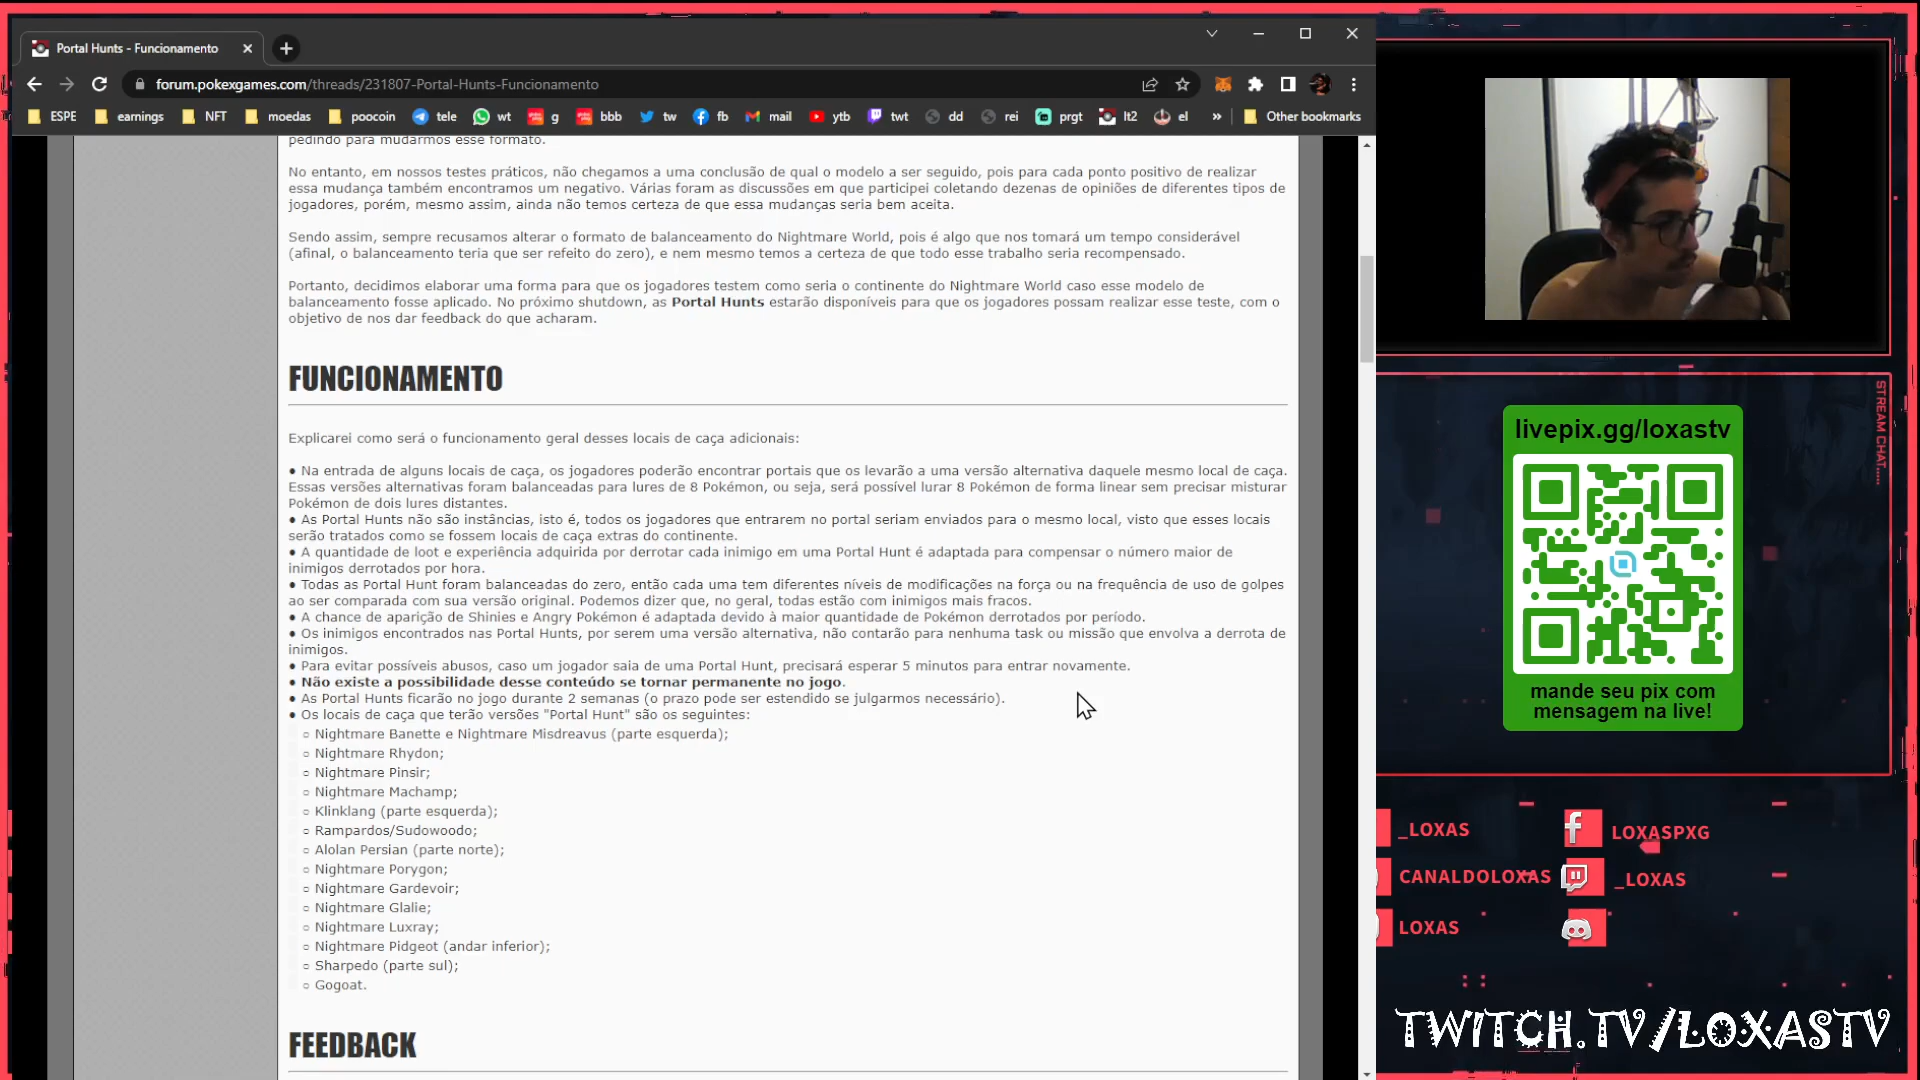 Portal Hunts - Funcionamento
forum.pokexgames.com/threads/231807-Portal-Hunts-Funcionamento
ESPE earnings NFT moedas poocoin tele wt g bbb tw fb mail ytb twt dd rei prgt lt2 el » Other bookmarks
pedindo para mudarmos esse formato.
No entanto, em nossos testes práticos, não chegamos a uma conclusão de qual o modelo a ser seguido, pois para cada ponto positivo de realizar
essa mudança também encontramos um negativo. Várias foram as discussões em que participei coletando dezenas de opiniões de diferentes tipos de
jogadores, porém, mesmo assim, ainda não temos certeza de que essa mudanças seria bem aceita.
Sendo assim, sempre recusamos alterar o formato de balanceamento do Nightmare World, pois é algo que nos tomará um tempo considerável
(afinal, o balanceamento teria que ser refeito do zero), e nem mesmo temos a certeza de que todo esse trabalho seria recompensado.
Portanto, decidimos elaborar uma forma para que os jogadores testem como seria o continente do Nightmare World caso esse modelo de
balanceamento fosse aplicado. No próximo shutdown, as Portal Hunts estarão disponíveis para que os jogadores possam realizar esse teste, com o
objetivo de nos dar feedback do que acharam.
FUNCIONAMENTO
Explicarei como será o funcionamento geral desses locais de caça adicionais:
● Na entrada de alguns locais de caça, os jogadores poderão encontrar portais que os levarão a uma versão alternativa daquele mesmo local de caça.
Essas versões alternativas foram balanceadas para lures de 8 Pokémon, ou seja, será possível lurar 8 Pokémon de forma linear sem precisar misturar
Pokémon de dois lures distantes.
● As Portal Hunts não são instâncias, isto é, todos os jogadores que entrarem no portal seriam enviados para o mesmo local, visto que esses locais
serão tratados como se fossem locais de caça extras do continente.
● A quantidade de loot e experiência adquirida por derrotar cada inimigo em uma Portal Hunt é adaptada para compensar o número maior de
inimigos derrotados por hora.
● Todas as Portal Hunt foram balanceadas do zero, então cada uma tem diferentes níveis de modificações na força ou na frequência de uso de golpes
ao ser comparada com sua versão original. Podemos dizer que, no geral, todas estão com inimigos mais fracos.
● A chance de aparição de Shinies e Angry Pokémon é adaptada devido à maior quantidade de Pokémon derrotados por período.
● Os inimigos encontrados nas Portal Hunts, por serem uma versão alternativa, não contarão para nenhuma task ou missão que envolva a derrota de
inimigos.
● Para evitar possíveis abusos, caso um jogador saia de uma Portal Hunt, precisará esperar 5 minutos para entrar novamente.
● Não existe a possibilidade desse conteúdo se tornar permanente no jogo.
● As Portal Hunts ficarão no jogo durante 2 semanas (o prazo pode ser estendido se julgarmos necessário).
● Os locais de caça que terão versões "Portal Hunt" são os seguintes:
○ Nightmare Banette e Nightmare Misdreavus (parte esquerda);
○ Nightmare Rhydon;
○ Nightmare Pinsir;
○ Nightmare Machamp;
○ Klinklang (parte esquerda);
○ Rampardos/Sudowoodo;
○ Alolan Persian (parte norte);
○ Nightmare Porygon;
○ Nightmare Gardevoir;
○ Nightmare Glalie;
○ Nightmare Luxray;
○ Nightmare Pidgeot (andar inferior);
○ Sharpedo (parte sul);
○ Gogoat.
FEEDBACK
STREAM CHAT....
livepix.gg/loxastv
mande seu pix com
mensagem na live!
_LOXAS LOXASPXG
CANALDOLOXAS _LOXAS
LOXAS
TWITCH.TV/LOXASTV